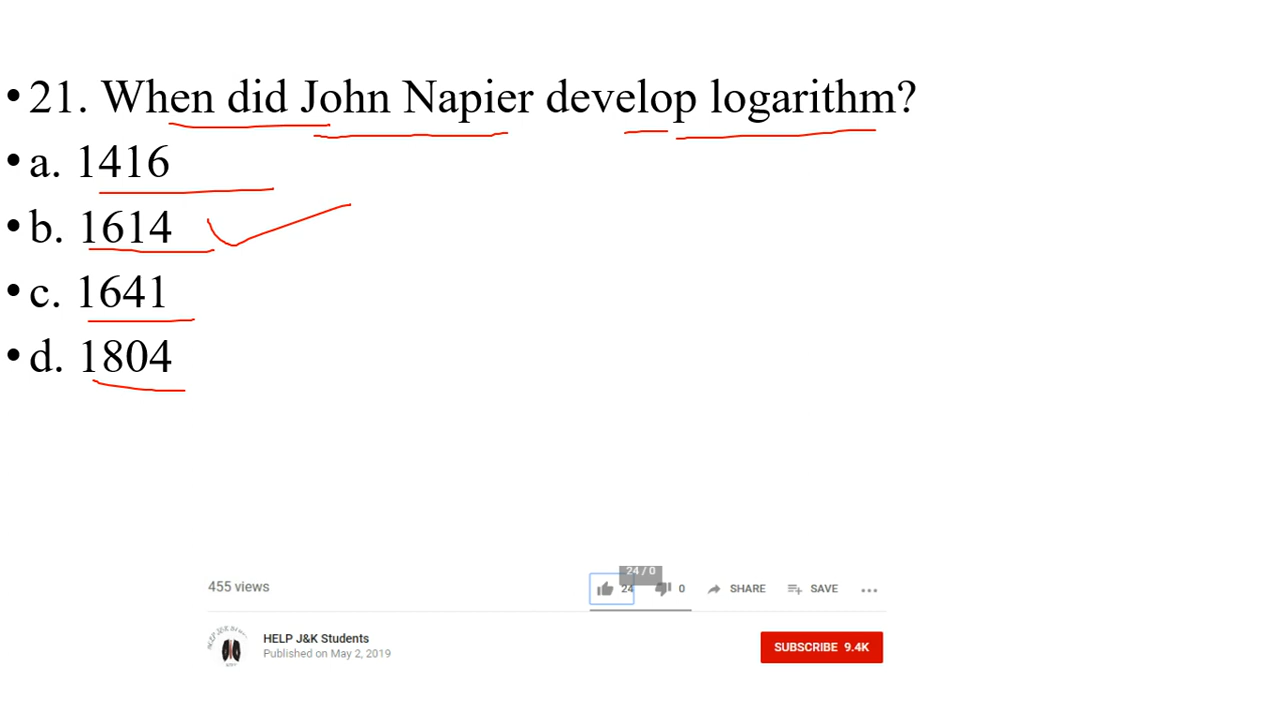 • 21. When did John Napier develop logarithm?
• a. 1416
• b. 1614
• c. 1641
• d. 1804
24 / 0
455 views 24 0 SHARE SAVE ...
HELP J&K Students
Published on May 2, 2019
SUBSCRIBE 9.4K